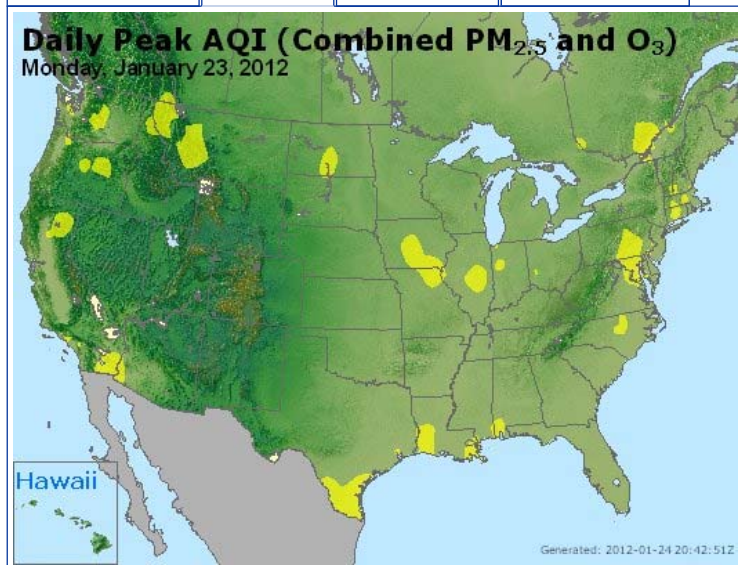 Daily Peak AQI (Combined PM2.5 and O3)
Monday, January 23, 2012
Hawaii
Generated: 2012-01-24 20:42:51Z